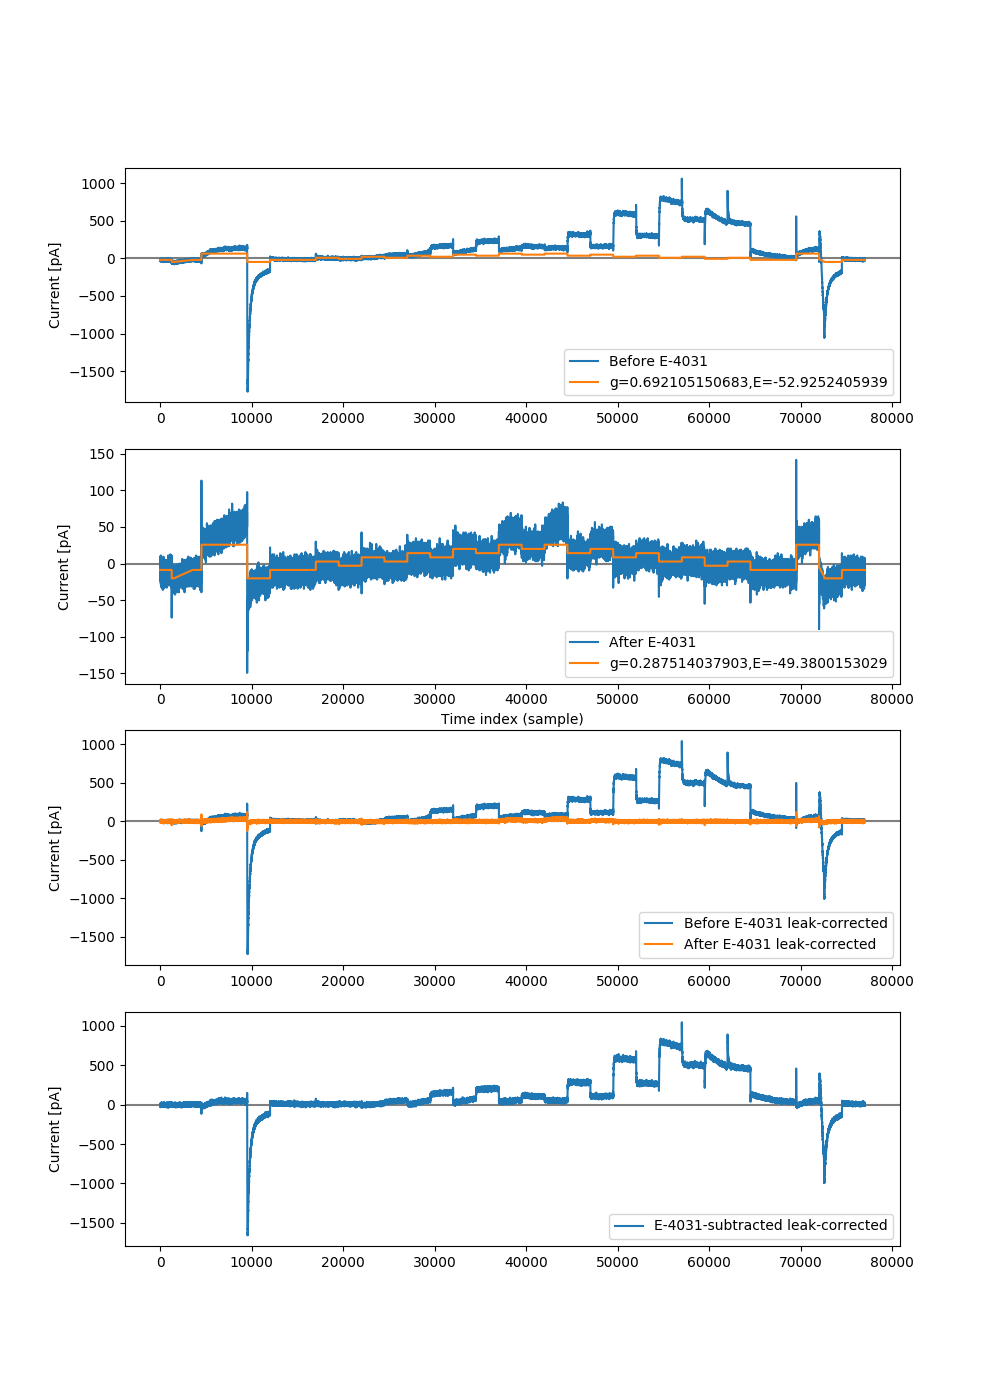 1000
500
0
−500
−1000
−1500
Current [pA]
Before E-4031
g=0.692105150683,E=-52.9252405939
0 10000 20000 30000 40000 50000 60000 70000 80000
150
100
50
0
−50
−100
−150
Current [pA]
After E-4031
g=0.287514037903,E=-49.3800153029
0 10000 20000 30000 40000 50000 60000 70000 80000
Time index (sample)
1000
500
0
−500
−1000
−1500
Current [pA]
Before E-4031 leak-corrected
After E-4031 leak-corrected
0 10000 20000 30000 40000 50000 60000 70000 80000
1000
500
0
−500
−1000
−1500
Current [pA]
E-4031-subtracted leak-corrected
0 10000 20000 30000 40000 50000 60000 70000 80000